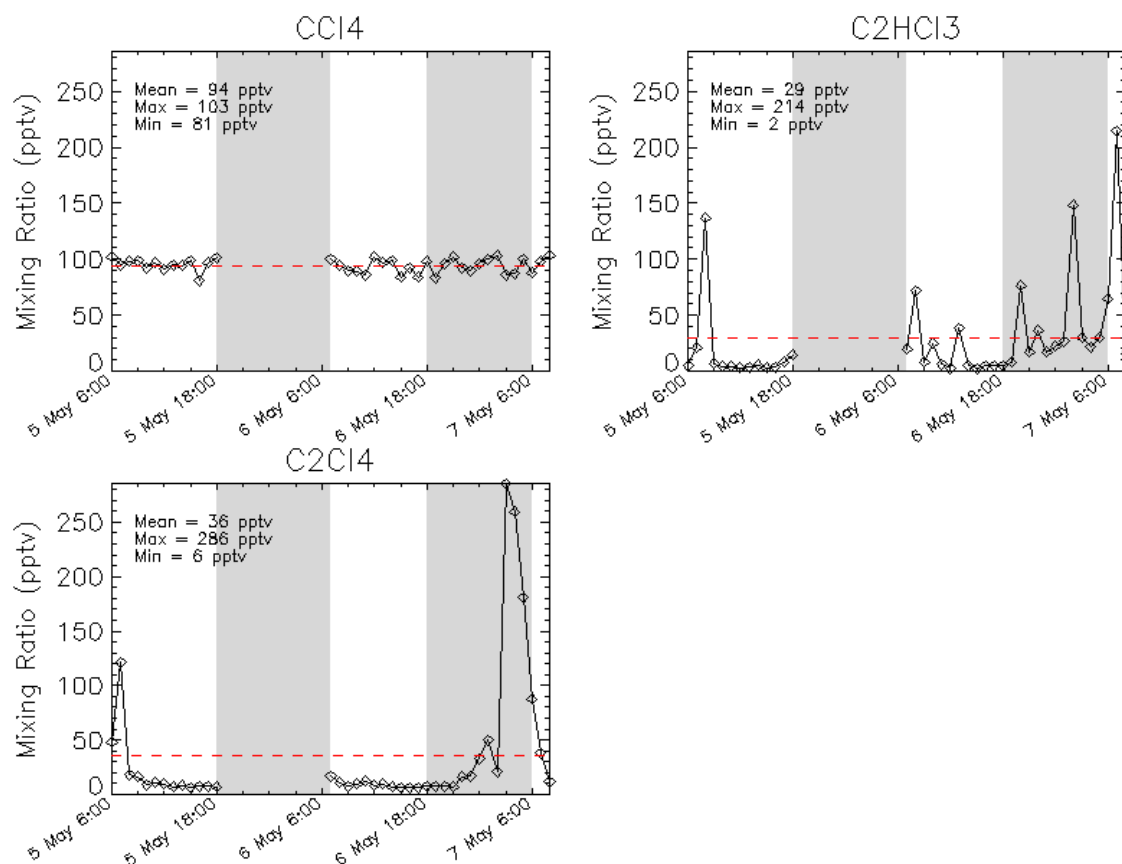 CCl4
Mixing Ratio (pptv)
250
200
150
100
50
0
Mean = 94 pptv
Max = 103 pptv
Min = 81 pptv
5 May 6:00
5 May 18:00
6 May 6:00
6 May 18:00
7 May 6:00
C2HCl3
Mixing Ratio (pptv)
250
200
150
100
50
0
Mean = 29 pptv
Max = 214 pptv
Min = 2 pptv
5 May 6:00
5 May 18:00
6 May 6:00
6 May 18:00
7 May 6:00
C2Cl4
Mixing Ratio (pptv)
250
200
150
100
50
0
Mean = 36 pptv
Max = 286 pptv
Min = 6 pptv
5 May 6:00
5 May 18:00
6 May 6:00
6 May 18:00
7 May 6:00